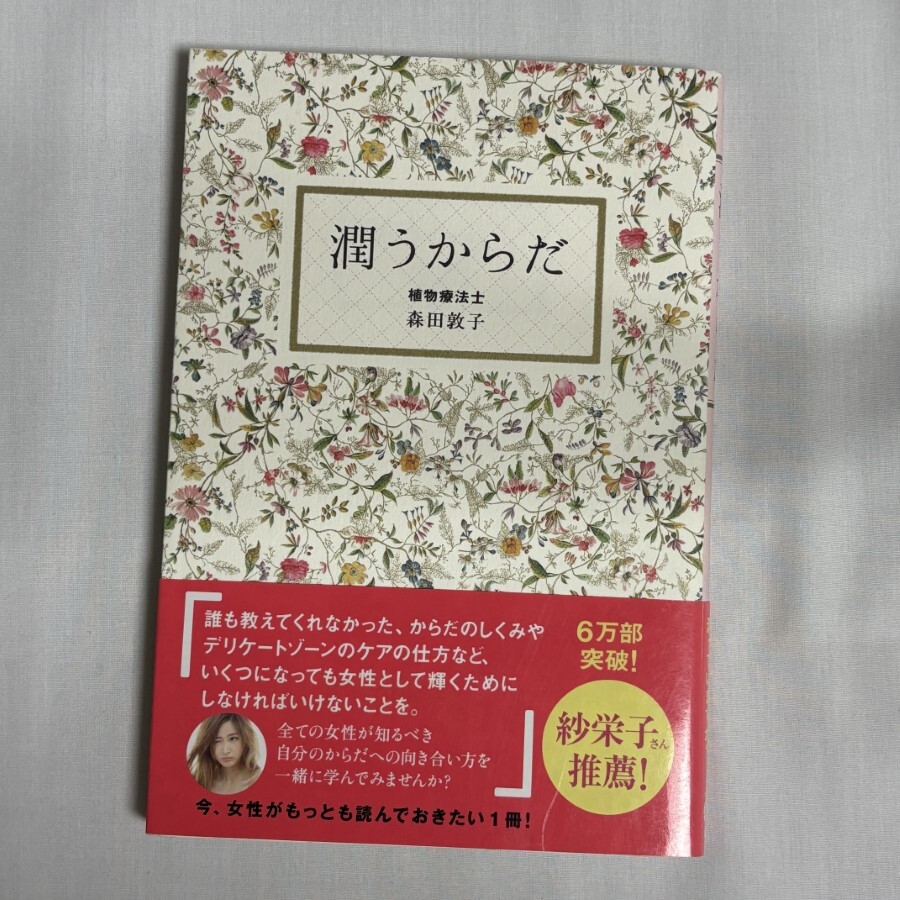 潤うからだ
植物療法士
森田敦子
「誰も教えてくれなかった、からだのしくみや
デリケートゾーンのケアの仕方など、
いくつになっても女性として輝くために
しなければいけないことを。
全ての女性が知るべき
自分のからだへの向き合い方を
一緒に学んでみませんか?」
6万部
突破!
紗栄子さん
推薦!
今、女性がもっとも読んでおきたい1冊!